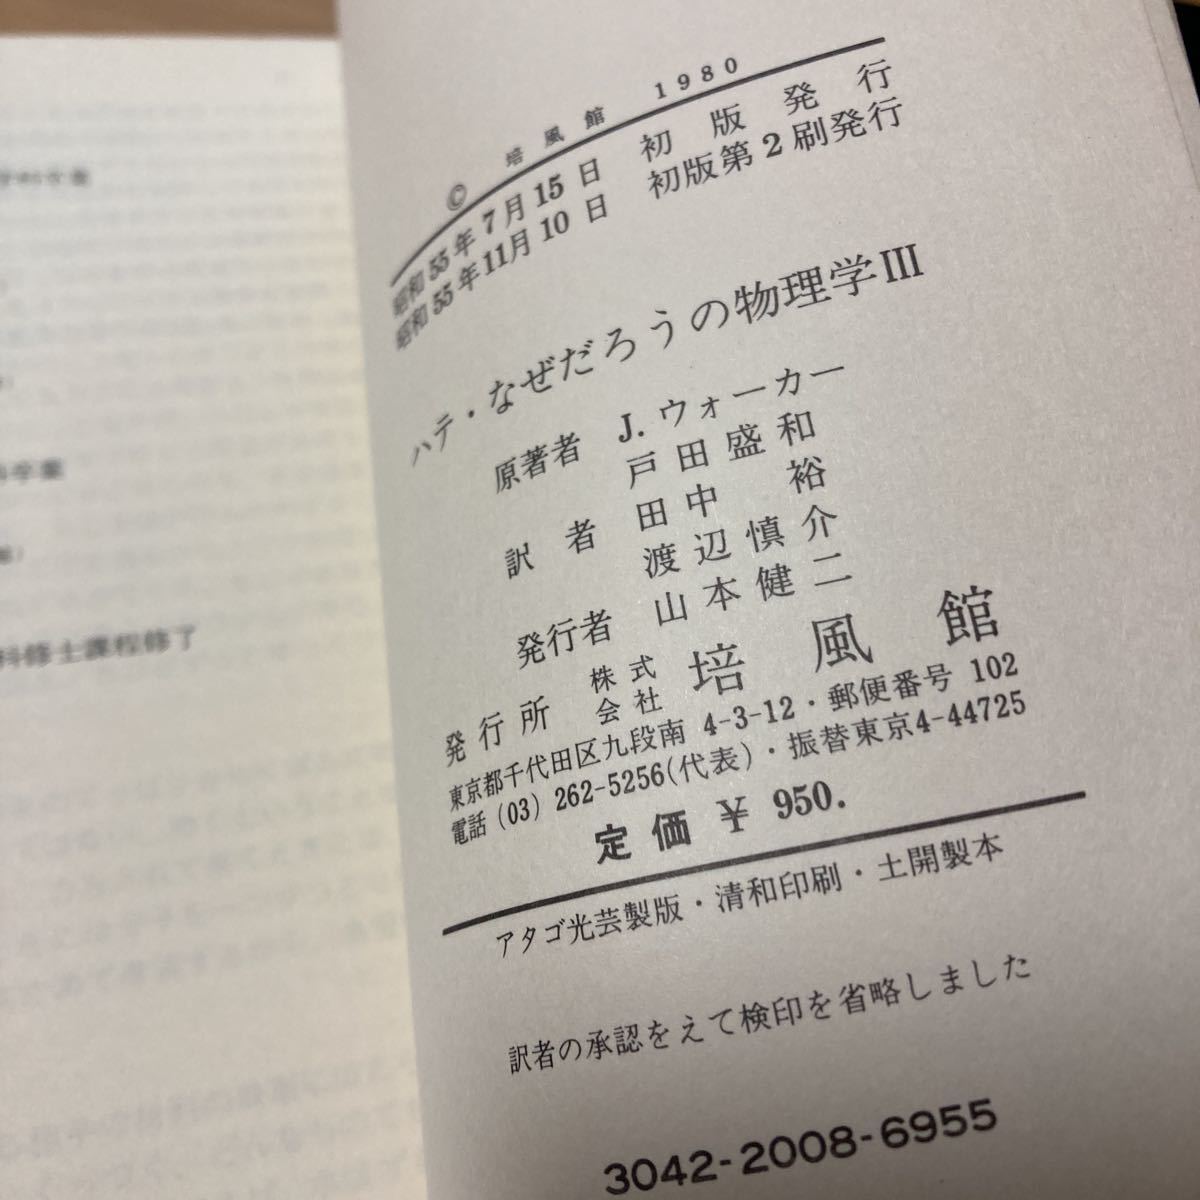 © 培風館 1980
昭和55年7月15日 初版発行
昭和55年11月10日 初版第2刷発行
ハテ・なぜだろうの物理学III
原著者 J. ウォーカー
訳者 戸田盛和
田中 裕
渡辺慎介
発行者 山本健二
発行所 株式会社 培風館
東京都千代田区九段南 4-3-12・郵便番号 102
電話 (03) 262-5256(代表)・振替東京4-44725
定価 ¥ 950.
アタゴ光芸製版・清和印刷・土開製本
訳者の承認をえて検印を省略しました
3042-2008-6955
科修士課程修了